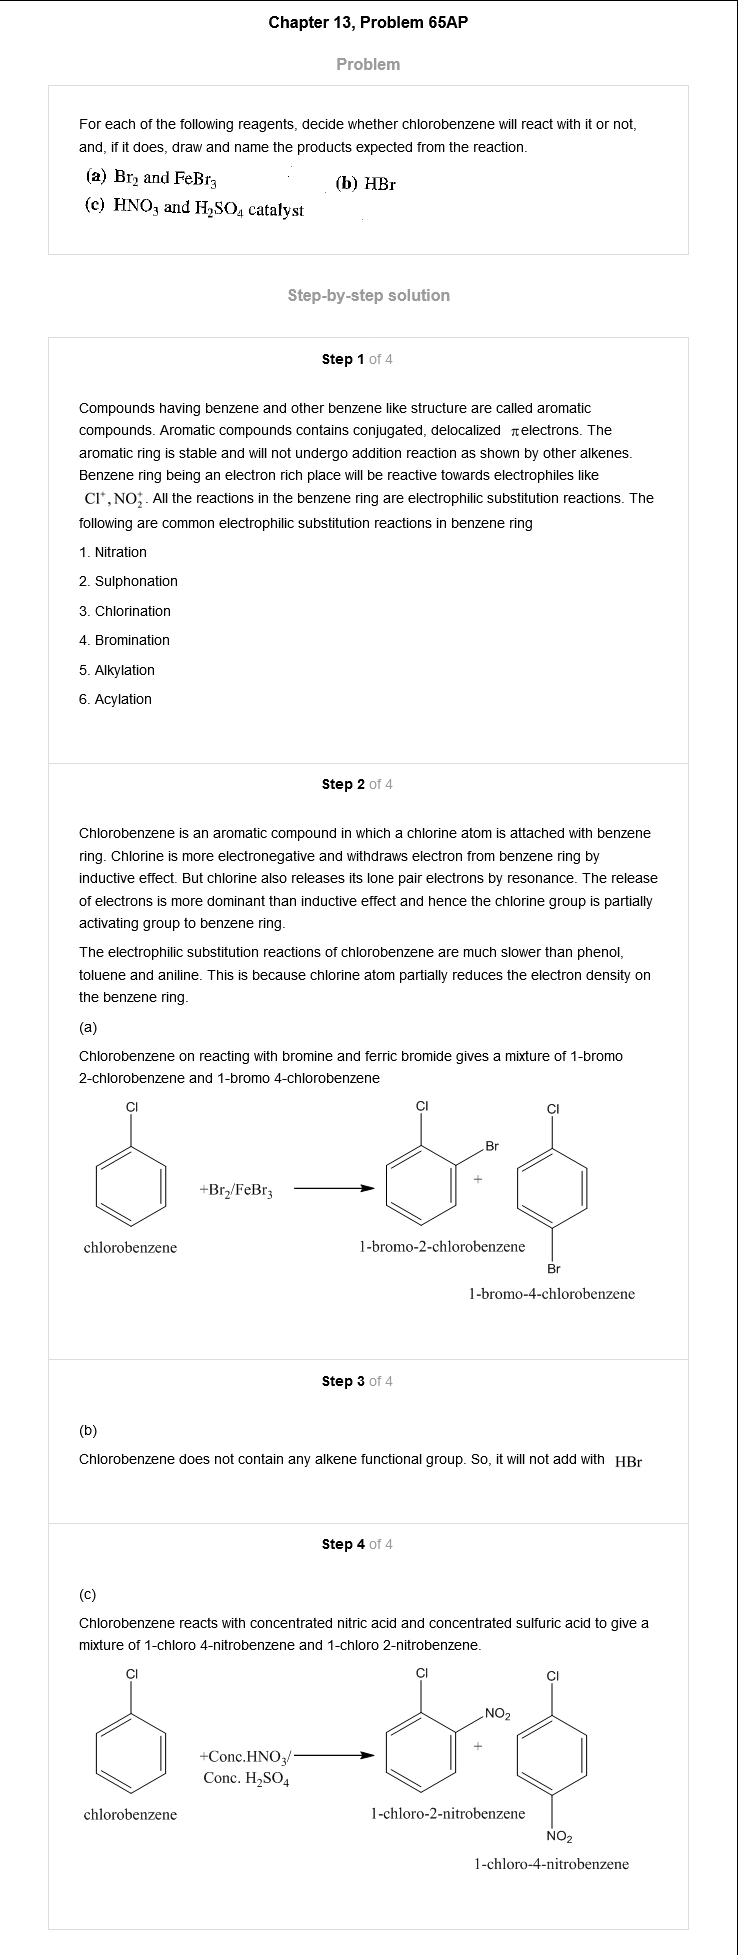 Chapter 13, Problem 65AP
Problem
For each of the following reagents, decide whether chlorobenzene will react with it or not,
and, if it does, draw and name the products expected from the reaction.
(a) Br₂ and FeBr₃ (b) HBr
(c) HNO₃ and H₂SO₄ catalyst
Step-by-step solution
Step 1 of 4
Compounds having benzene and other benzene like structure are called aromatic
compounds. Aromatic compounds contains conjugated, delocalized π electrons. The
aromatic ring is stable and will not undergo addition reaction as shown by other alkenes.
Benzene ring being an electron rich place will be reactive towards electrophiles like
Cl⁺, NO₂⁺. All the reactions in the benzene ring are electrophilic substitution reactions. The
following are common electrophilic substitution reactions in benzene ring
1. Nitration
2. Sulphonation
3. Chlorination
4. Bromination
5. Alkylation
6. Acylation
Step 2 of 4
Chlorobenzene is an aromatic compound in which a chlorine atom is attached with benzene
ring. Chlorine is more electronegative and withdraws electron from benzene ring by
inductive effect. But chlorine also releases its lone pair electrons by resonance. The release
of electrons is more dominant than inductive effect and hence the chlorine group is partially
activating group to benzene ring.
The electrophilic substitution reactions of chlorobenzene are much slower than phenol,
toluene and aniline. This is because chlorine atom partially reduces the electron density on
the benzene ring.
(a)
Chlorobenzene on reacting with bromine and ferric bromide gives a mixture of 1-bromo
2-chlorobenzene and 1-bromo 4-chlorobenzene
Cl Cl Cl
Br
+
+Br₂/FeBr₃
chlorobenzene 1-bromo-2-chlorobenzene
Br
1-bromo-4-chlorobenzene
Step 3 of 4
(b)
Chlorobenzene does not contain any alkene functional group. So, it will not add with HBr
Step 4 of 4
(c)
Chlorobenzene reacts with concentrated nitric acid and concentrated sulfuric acid to give a
mixture of 1-chloro 4-nitrobenzene and 1-chloro 2-nitrobenzene.
Cl Cl Cl
NO₂
+
+Conc.HNO₃/
Conc. H₂SO₄
chlorobenzene 1-chloro-2-nitrobenzene
NO₂
1-chloro-4-nitrobenzene